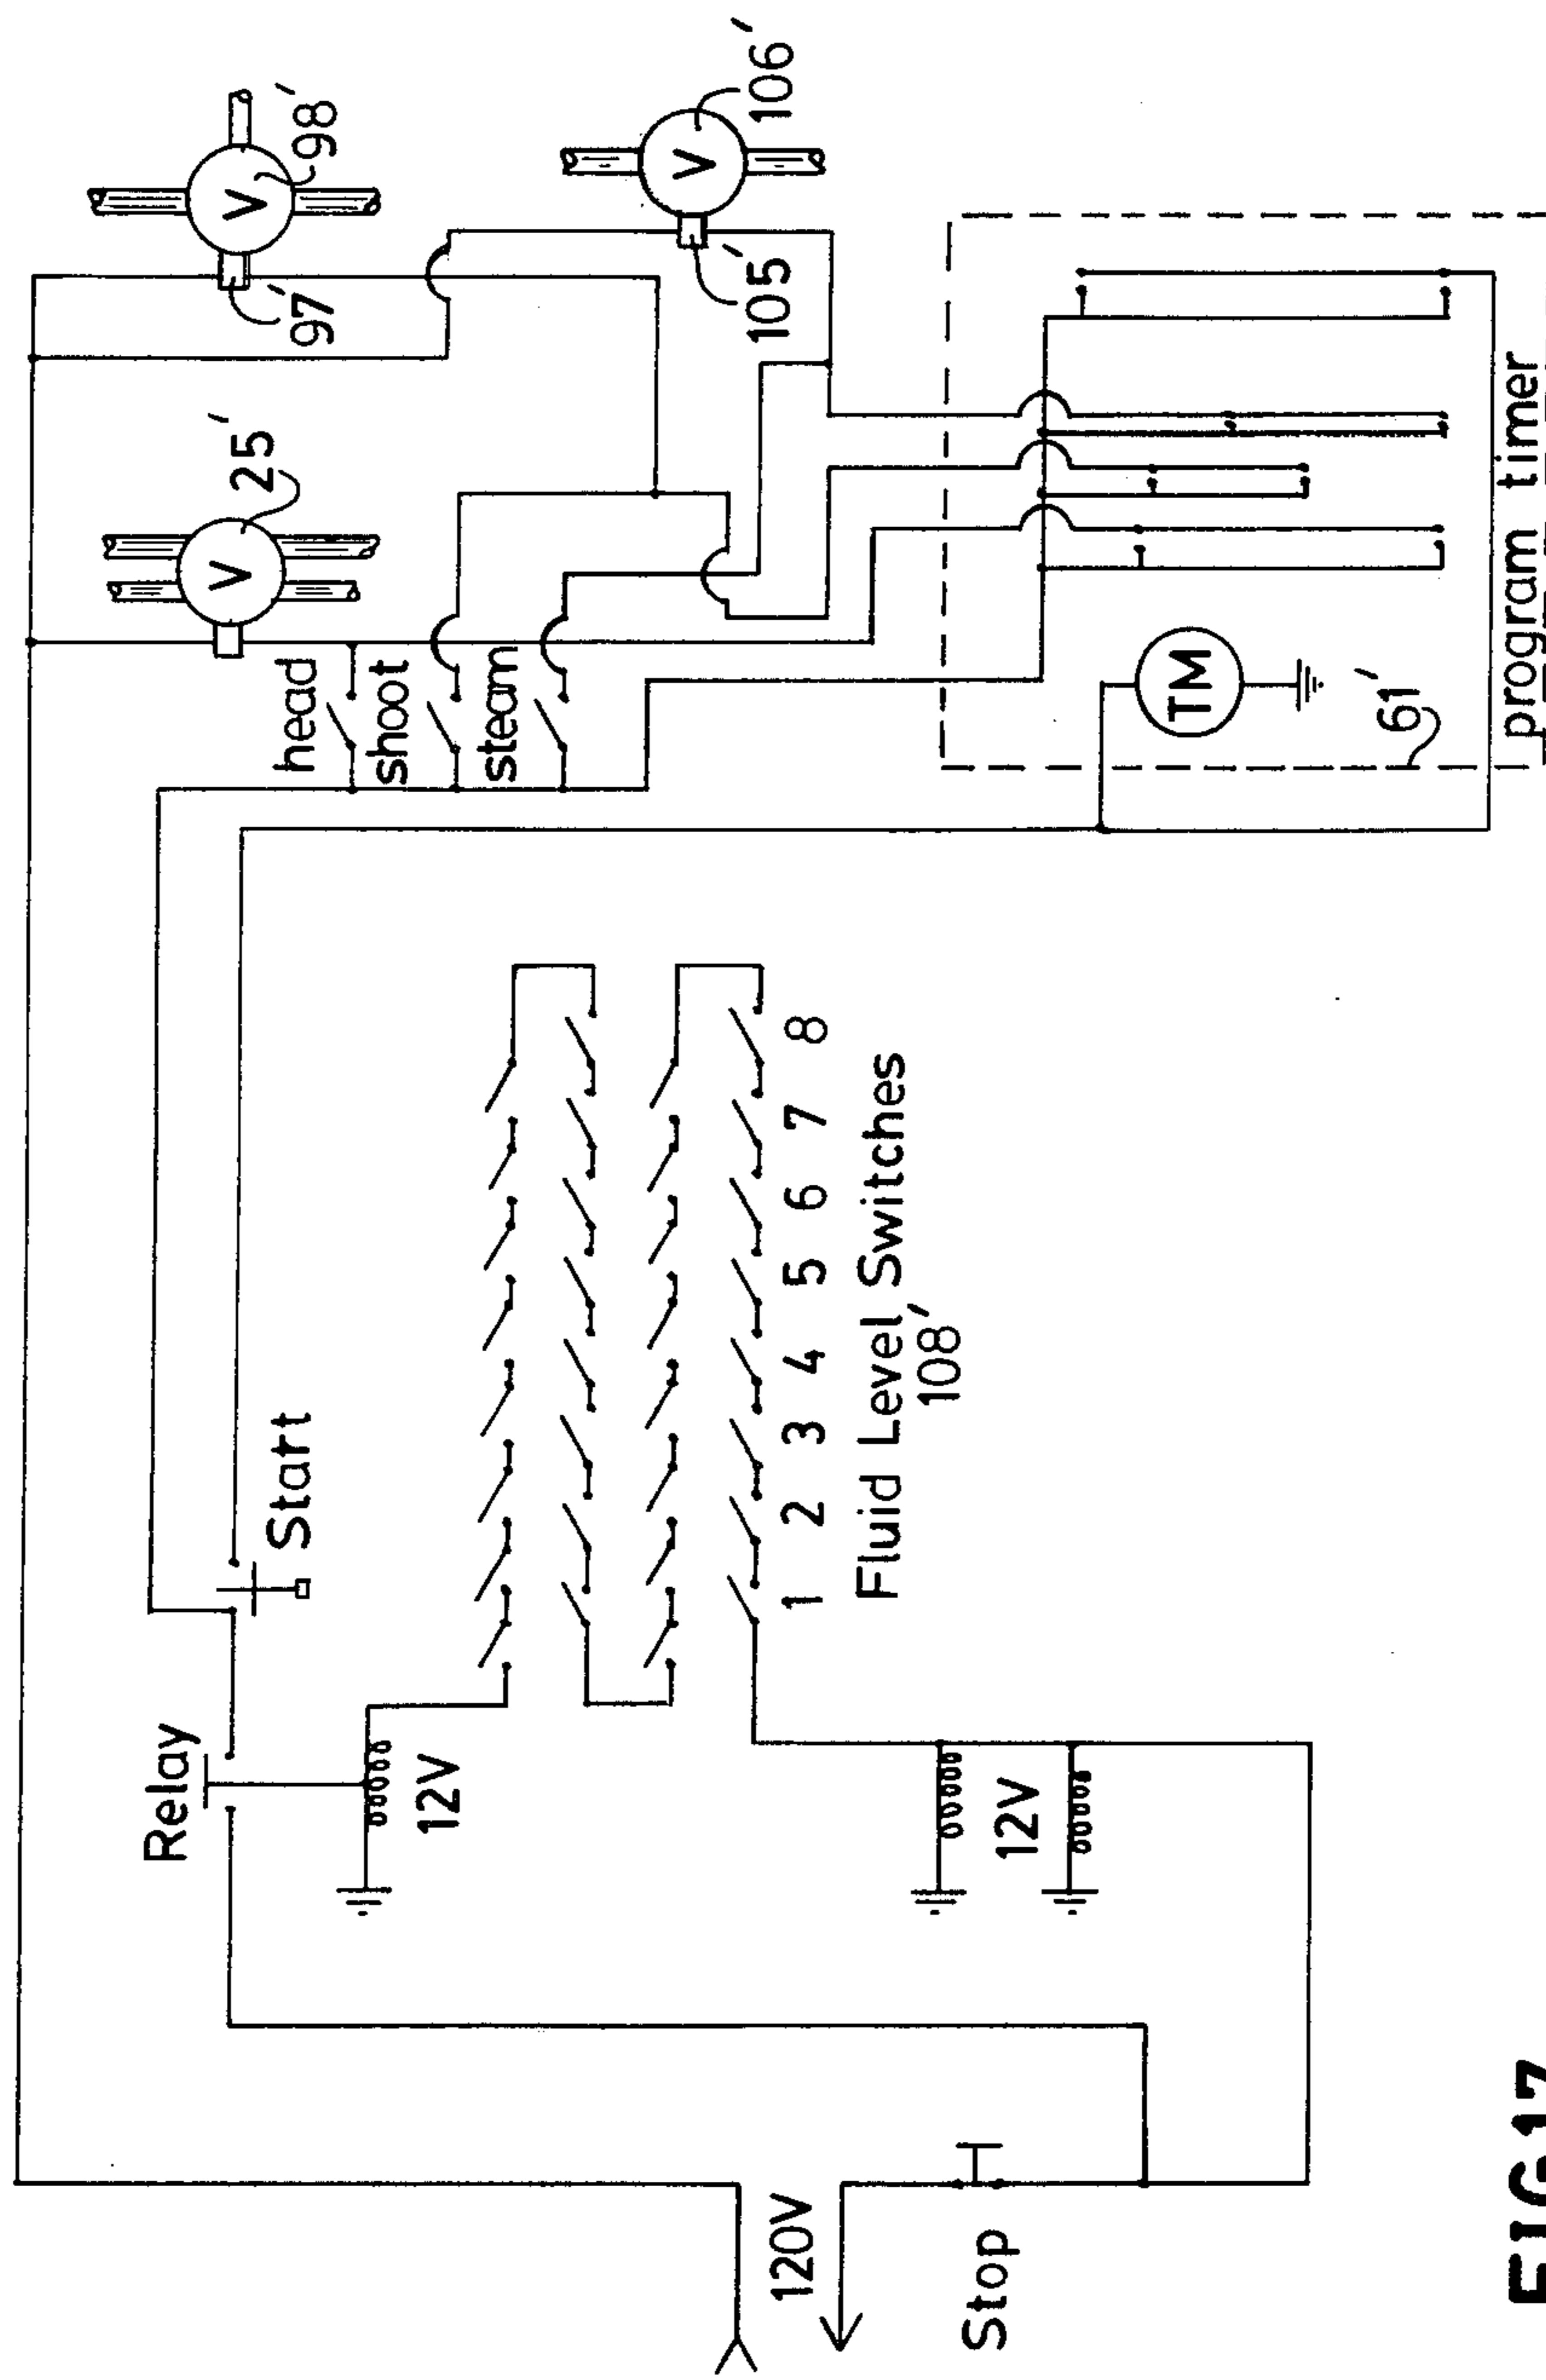 98′
97′
25′
106′
105′
head
shoot
steam
Start
Relay
12V
1 2 3 4 5 6 7 8
Fluid Level Switches
108′
12V
120V
Stop
V
V
V
TM
61′
program timer
FIG 17